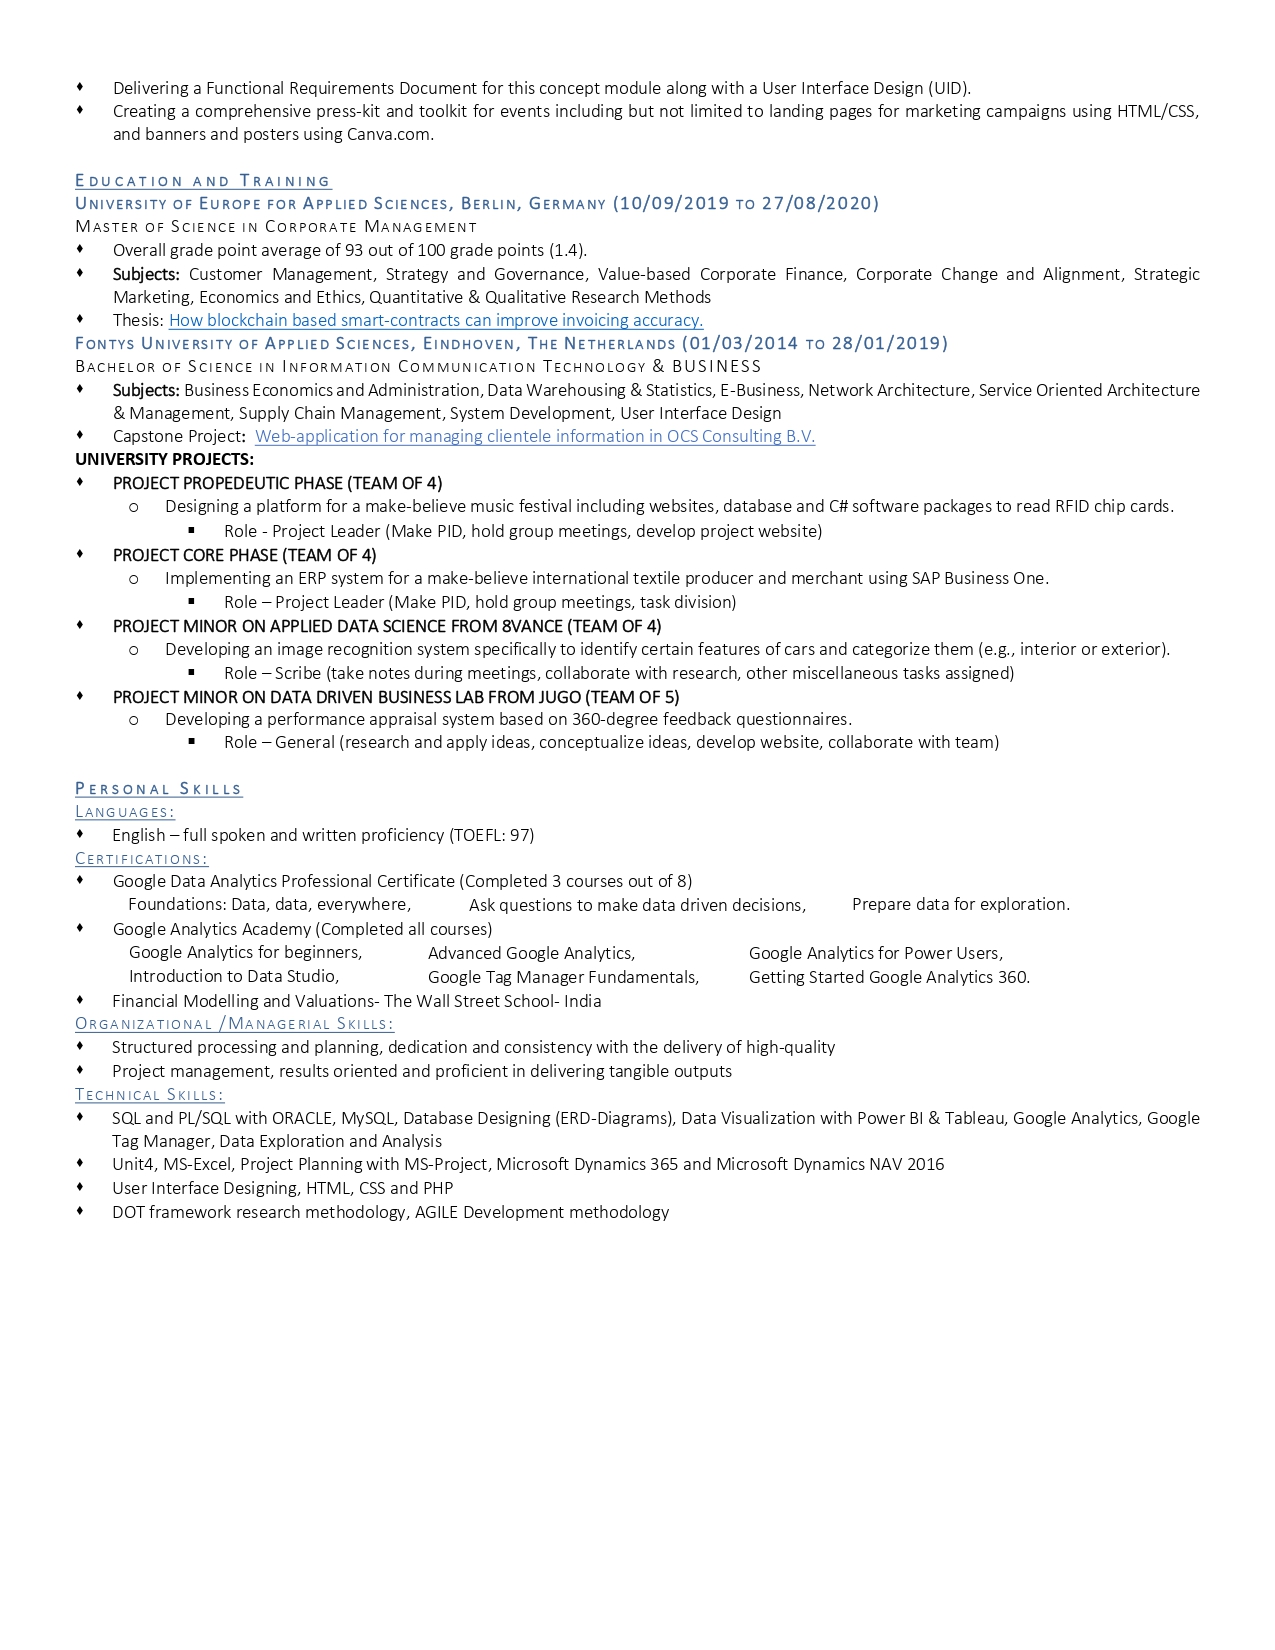 ♦ Delivering a Functional Requirements Document for this concept module along with a User Interface Design (UID).
♦ Creating a comprehensive press-kit and toolkit for events including but not limited to landing pages for marketing campaigns using HTML/CSS,
and banners and posters using Canva.com.
EDUCATION AND TRAINING
UNIVERSITY OF EUROPE FOR APPLIED SCIENCES, BERLIN, GERMANY (10/09/2019 TO 27/08/2020)
MASTER OF SCIENCE IN CORPORATE MANAGEMENT
♦ Overall grade point average of 93 out of 100 grade points (1.4).
♦ Subjects: Customer Management, Strategy and Governance, Value-based Corporate Finance, Corporate Change and Alignment, Strategic
Marketing, Economics and Ethics, Quantitative & Qualitative Research Methods
♦ Thesis: How blockchain based smart-contracts can improve invoicing accuracy.
FONTYS UNIVERSITY OF APPLIED SCIENCES, EINDHOVEN, THE NETHERLANDS (01/03/2014 TO 28/01/2019)
BACHELOR OF SCIENCE IN INFORMATION COMMUNICATION TECHNOLOGY & BUSINESS
♦ Subjects: Business Economics and Administration, Data Warehousing & Statistics, E-Business, Network Architecture, Service Oriented Architecture
& Management, Supply Chain Management, System Development, User Interface Design
♦ Capstone Project: Web-application for managing clientele information in OCS Consulting B.V.
UNIVERSITY PROJECTS:
♦ PROJECT PROPEDEUTIC PHASE (TEAM OF 4)
o Designing a platform for a make-believe music festival including websites, database and C# software packages to read RFID chip cards.
▪ Role - Project Leader (Make PID, hold group meetings, develop project website)
♦ PROJECT CORE PHASE (TEAM OF 4)
o Implementing an ERP system for a make-believe international textile producer and merchant using SAP Business One.
▪ Role – Project Leader (Make PID, hold group meetings, task division)
♦ PROJECT MINOR ON APPLIED DATA SCIENCE FROM 8VANCE (TEAM OF 4)
o Developing an image recognition system specifically to identify certain features of cars and categorize them (e.g., interior or exterior).
▪ Role – Scribe (take notes during meetings, collaborate with research, other miscellaneous tasks assigned)
♦ PROJECT MINOR ON DATA DRIVEN BUSINESS LAB FROM JUGO (TEAM OF 5)
o Developing a performance appraisal system based on 360-degree feedback questionnaires.
▪ Role – General (research and apply ideas, conceptualize ideas, develop website, collaborate with team)
PERSONAL SKILLS
LANGUAGES:
♦ English – full spoken and written proficiency (TOEFL: 97)
CERTIFICATIONS:
♦ Google Data Analytics Professional Certificate (Completed 3 courses out of 8)
Foundations: Data, data, everywhere, Ask questions to make data driven decisions, Prepare data for exploration.
♦ Google Analytics Academy (Completed all courses)
Google Analytics for beginners, Advanced Google Analytics, Google Analytics for Power Users,
Introduction to Data Studio, Google Tag Manager Fundamentals, Getting Started Google Analytics 360.
♦ Financial Modelling and Valuations- The Wall Street School- India
ORGANIZATIONAL /MANAGERIAL SKILLS:
♦ Structured processing and planning, dedication and consistency with the delivery of high-quality
♦ Project management, results oriented and proficient in delivering tangible outputs
TECHNICAL SKILLS:
♦ SQL and PL/SQL with ORACLE, MySQL, Database Designing (ERD-Diagrams), Data Visualization with Power BI & Tableau, Google Analytics, Google
Tag Manager, Data Exploration and Analysis
♦ Unit4, MS-Excel, Project Planning with MS-Project, Microsoft Dynamics 365 and Microsoft Dynamics NAV 2016
♦ User Interface Designing, HTML, CSS and PHP
♦ DOT framework research methodology, AGILE Development methodology